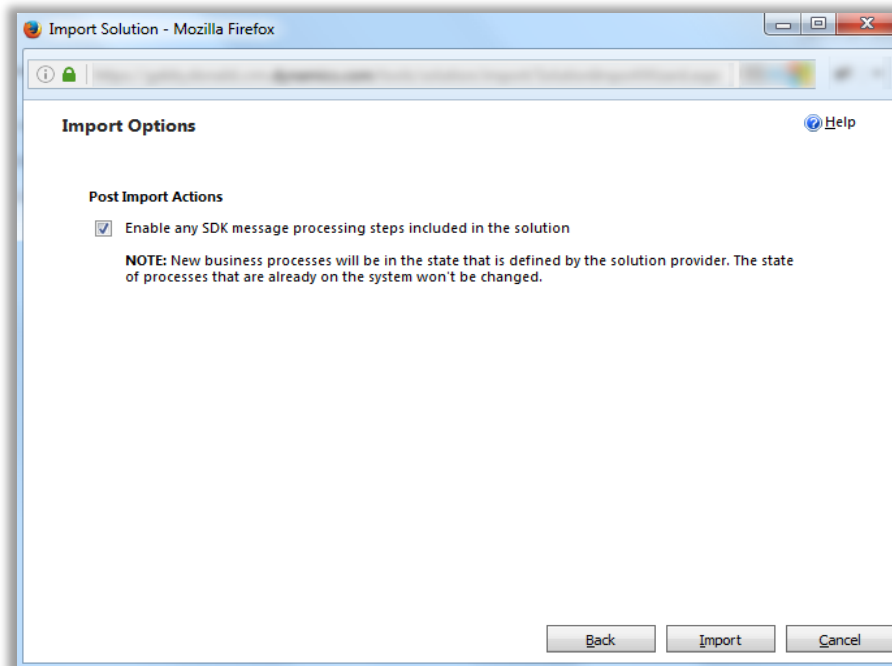 Import Solution - Mozilla Firefox
dynamics.com
Import Options
Help
Post Import Actions
Enable any SDK message processing steps included in the solution
NOTE: New business processes will be in the state that is defined by the solution provider. The state
of processes that are already on the system won't be changed.
Back
Import
Cancel